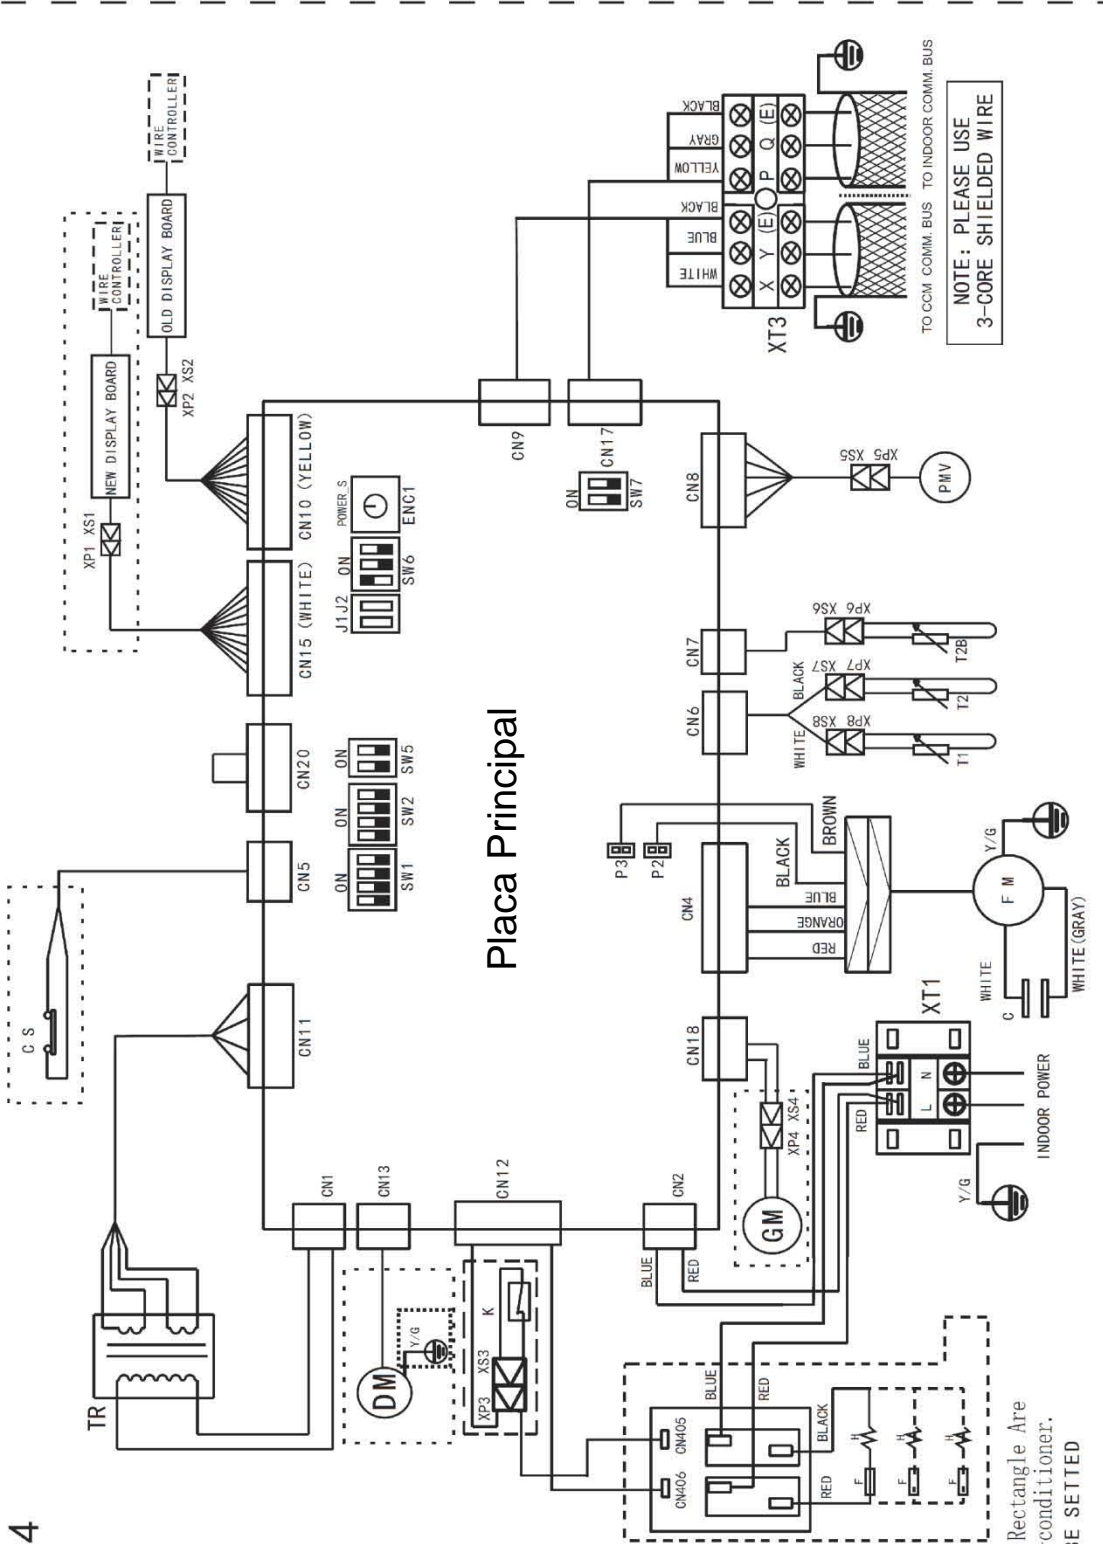 4
TR
CS
XP1 XS1
NEW DISPLAY BOARD
WIRE
CONTROLLER
XP2 XS2
OLD DISPLAY BOARD
WIRE
CONTROLLER
CN11
CN5
CN20
CN15 (WHITE)
CN10 (YELLOW)
ON
SW1
ON
SW2
ON
SW5
J1J2
ON
SW6
POWER_S
ENC1
CN1
CN13
CN12
CN2
Placa Principal
CN9
CN17
ON
SW7
DM
Y/G
XP3 XS3
K
BLUE
RED
CN18
CN4
P3
P2
CN6
CN7
CN8
BLACK
BROWN
RED
ORANGE
BLUE
WHITE
BLACK
XS8 XP8
XS7 XP7
XS6 XP6
XS5 XP5
T1
T2
T2B
PMV
GM
XP4 XS4
FM
Y/G
WHITE
C
WHITE(GRAY)
XT1
BLUE
RED
L N
INDOOR POWER
Y/G
CN406
CN405
BLUE
RED
BLACK
RED
F H
F H
F H
WHITE
BLUE
BLACK
YELLOW
GRAY
BLACK
X Y (E) P Q (E)
XT3
TO CCM COMM. BUS TO INDOOR COMM. BUS
NOTE: PLEASE USE
3-CORE SHIELDED WIRE
Rectangle Are
conditioner.
SETTED